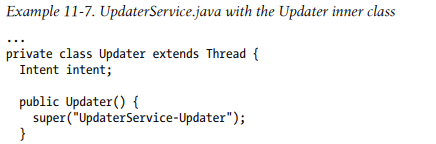 Example 11-7. UpdaterService.java with the Updater inner class
...
private class Updater extends Thread {
  Intent intent;

  public Updater() {
    super("UpdaterService-Updater");
  }